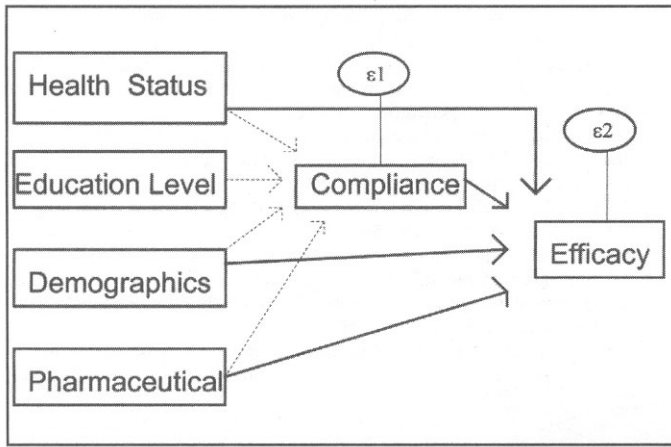 Health Status
ε1
ε2
Education Level
Compliance
Efficacy
Demographics
Pharmaceutical